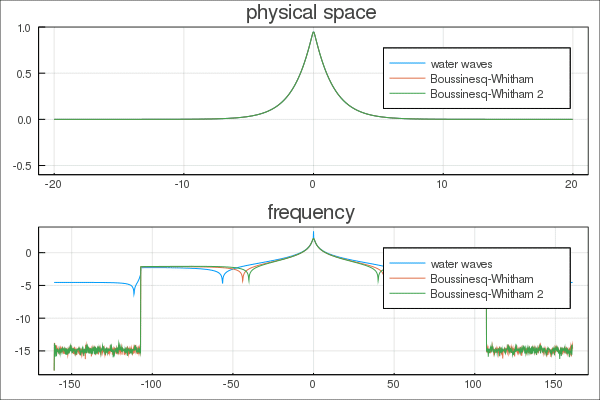 physical space
1.0
0.5
0.0
-0.5
water waves
Boussinesq-Whitham
Boussinesq-Whitham 2
-20 -10 0 10 20
frequency
0
-5
-10
-15
water waves
Boussinesq-Whitham
Boussinesq-Whitham 2
-150 -100 -50 0 50 100 150